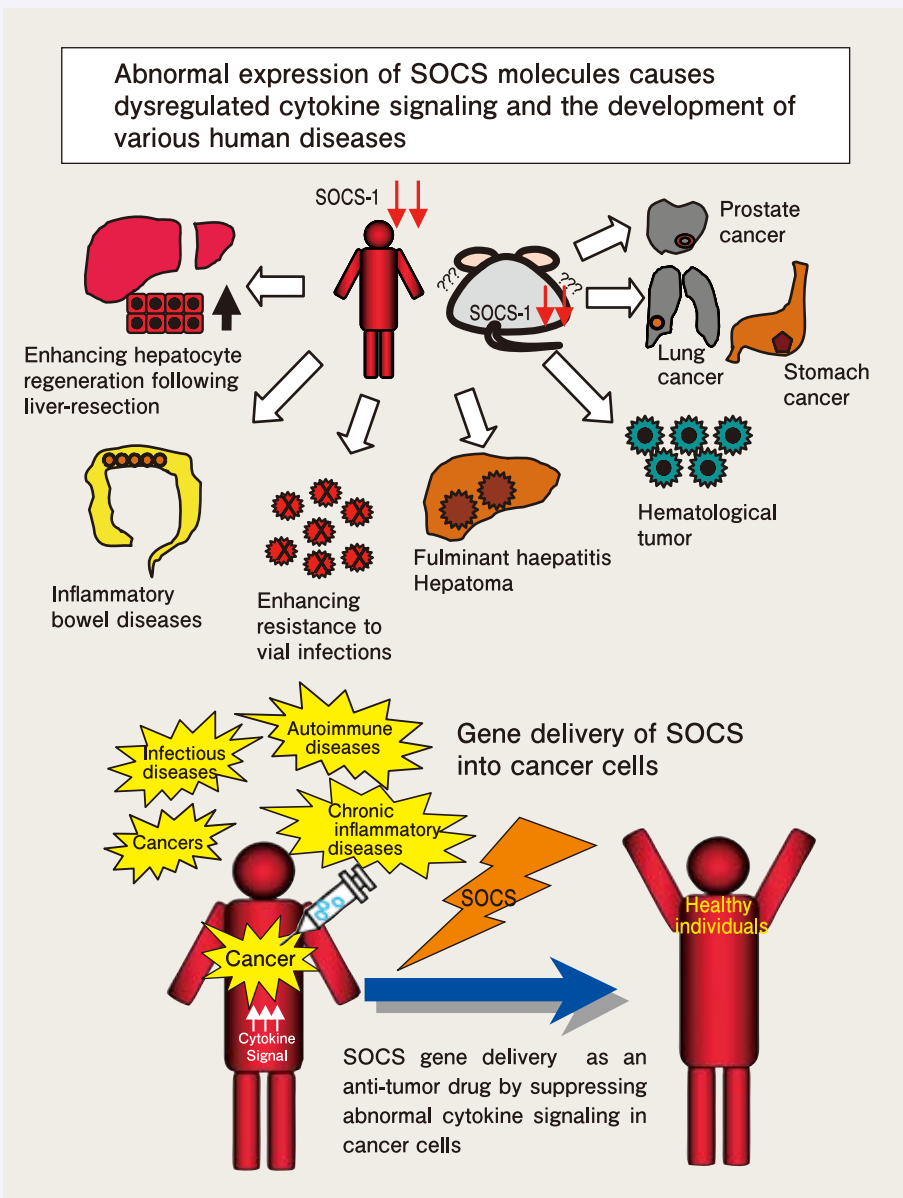 Abnormal expression of SOCS molecules causes
dysregulated cytokine signaling and the development of
various human diseases
SOCS-1
???
???
SOCS-1
Prostate
cancer
Lung
cancer
Stomach
cancer
Enhancing hepatocyte
regeneration following
liver-resection
Hematological
tumor
Fulminant haepatitis
Hepatoma
Inflammatory
bowel diseases
Enhancing
resistance to
vial infections
X
X
X
X
X
X
X
Autoimmune
diseases
Infectious
diseases
Gene delivery of SOCS
into cancer cells
Chronic
inflammatory
diseases
Cancers
SOCS
Healthy
individuals
Cancer
Cytokine
Signal
SOCS gene delivery as an
anti-tumor drug by suppressing
abnormal cytokine signaling in
cancer cells